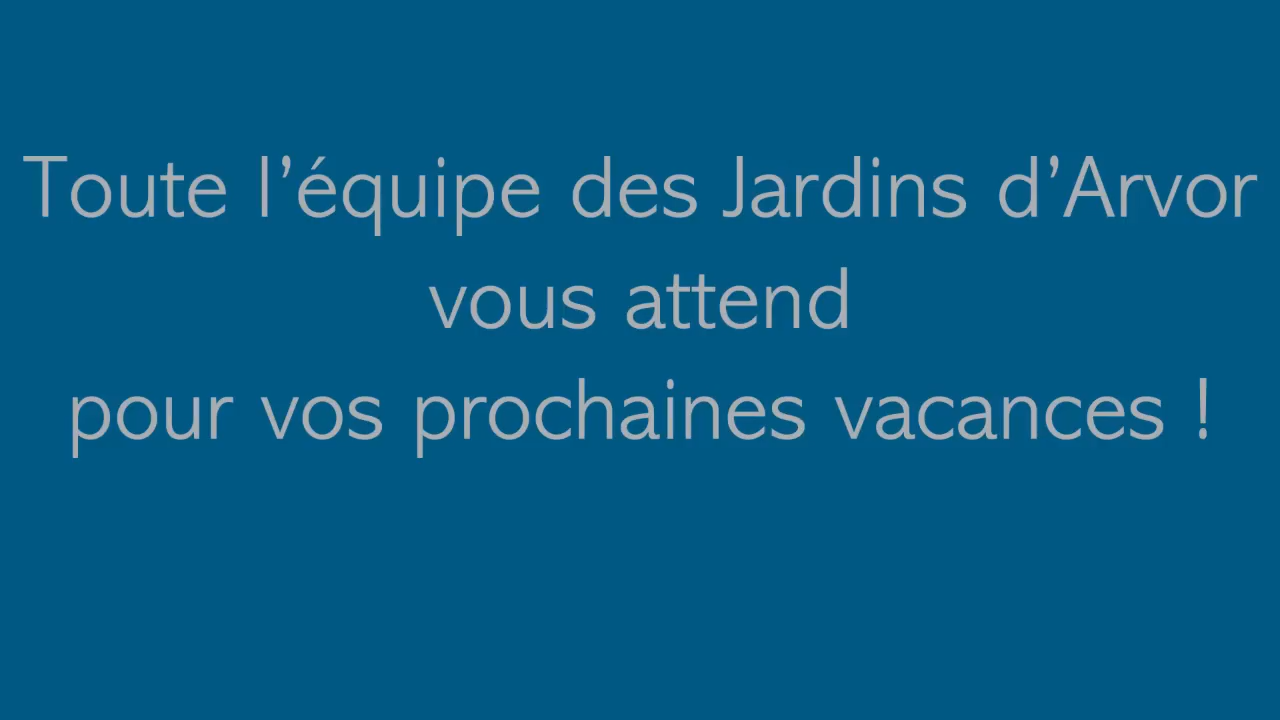 Toute l’équipe des Jardins d’Arvor
vous attend
pour vos prochaines vacances !